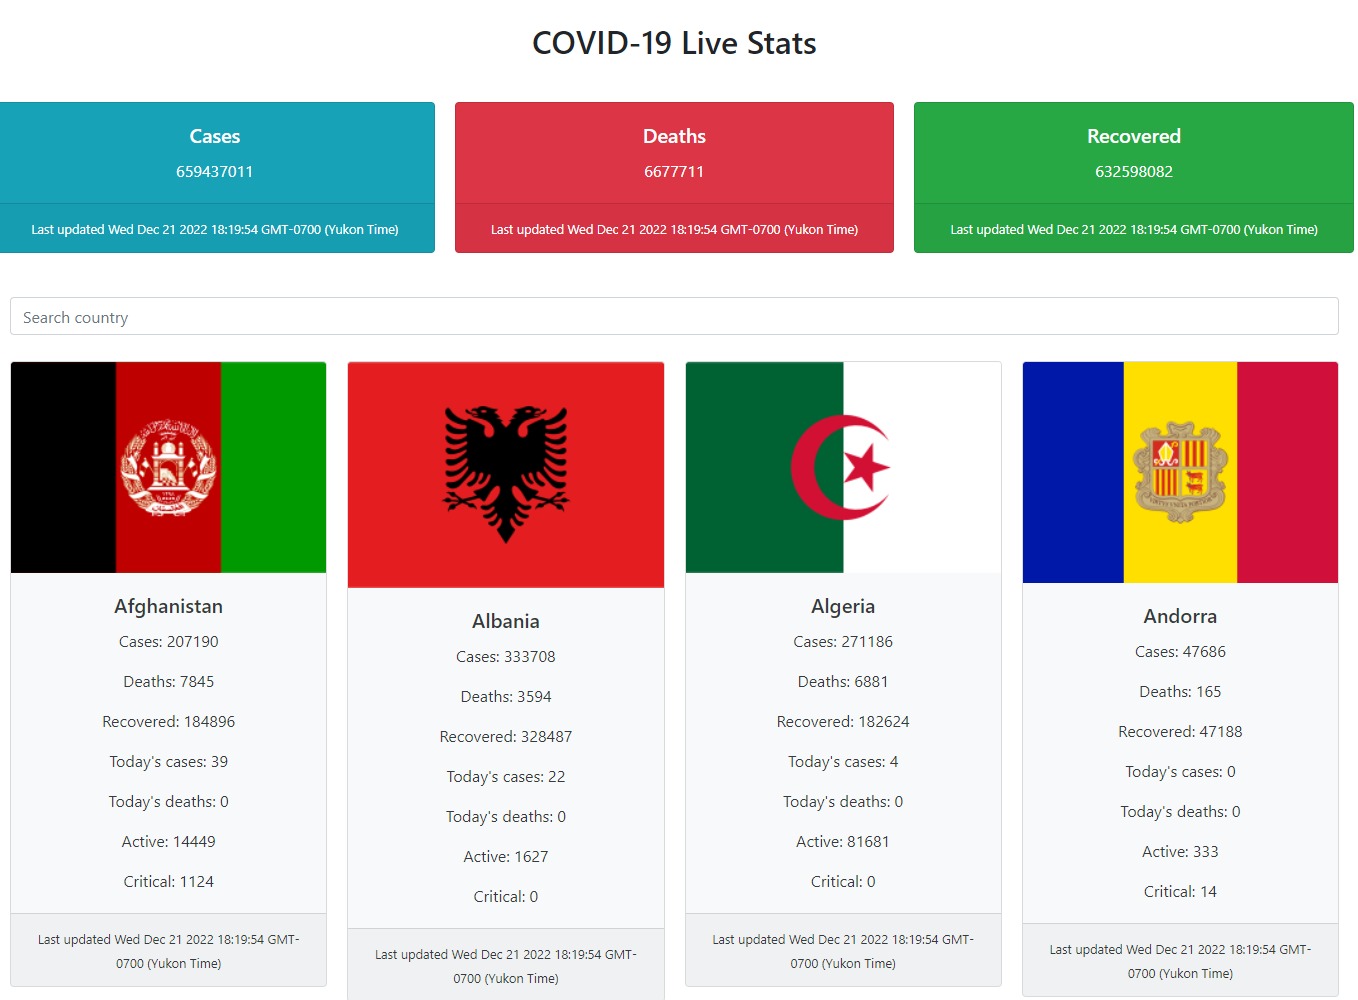 COVID-19 Live Stats
Cases
659437011
Last updated Wed Dec 21 2022 18:19:54 GMT-0700 (Yukon Time)
Deaths
6677711
Last updated Wed Dec 21 2022 18:19:54 GMT-0700 (Yukon Time)
Recovered
632598082
Last updated Wed Dec 21 2022 18:19:54 GMT-0700 (Yukon Time)
Search country
Afghanistan
Cases: 207190
Deaths: 7845
Recovered: 184896
Today's cases: 39
Today's deaths: 0
Active: 14449
Critical: 1124
Last updated Wed Dec 21 2022 18:19:54 GMT-
0700 (Yukon Time)
Albania
Cases: 333708
Deaths: 3594
Recovered: 328487
Today's cases: 22
Today's deaths: 0
Active: 1627
Critical: 0
Last updated Wed Dec 21 2022 18:19:54 GMT-
0700 (Yukon Time)
Algeria
Cases: 271186
Deaths: 6881
Recovered: 182624
Today's cases: 4
Today's deaths: 0
Active: 81681
Critical: 0
Last updated Wed Dec 21 2022 18:19:54 GMT-
0700 (Yukon Time)
Andorra
Cases: 47686
Deaths: 165
Recovered: 47188
Today's cases: 0
Today's deaths: 0
Active: 333
Critical: 14
Last updated Wed Dec 21 2022 18:19:54 GMT-
0700 (Yukon Time)